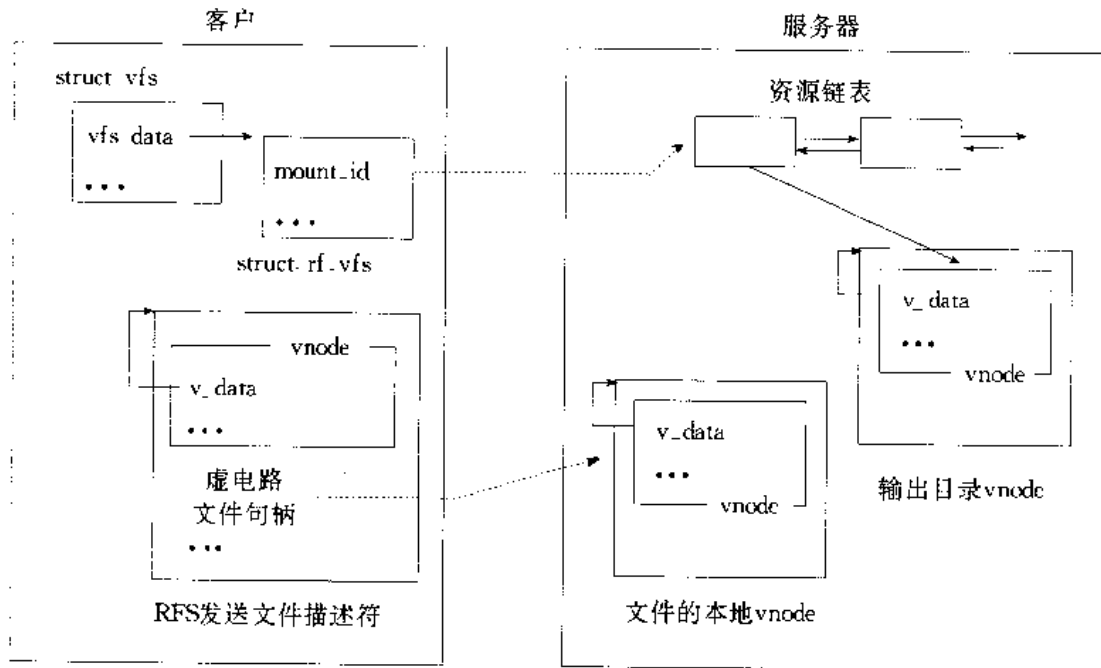 客户
struct vfs
vfs_data
•••
mount_id
•••
struct rf_vfs
vnode
v_data
•••
虚电路
文件句柄
•••
RFS发送文件描述符
服务器
资源链表
v_data
•••
vnode
输出目录vnode
v_data
•••
vnode
文件的本地vnode